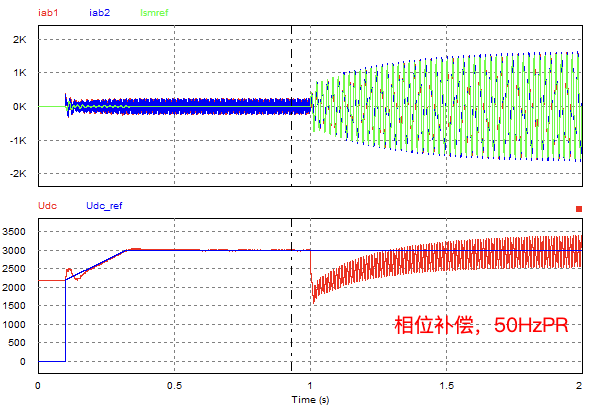 iab1 iab2 Ismref
2K
1K
0K
-1K
-2K
Udc Udc_ref
3500
3000
2500
2000
1500
1000
500
0
相位补偿，50HzPR
0 0.5 1 1.5 2
Time (s)